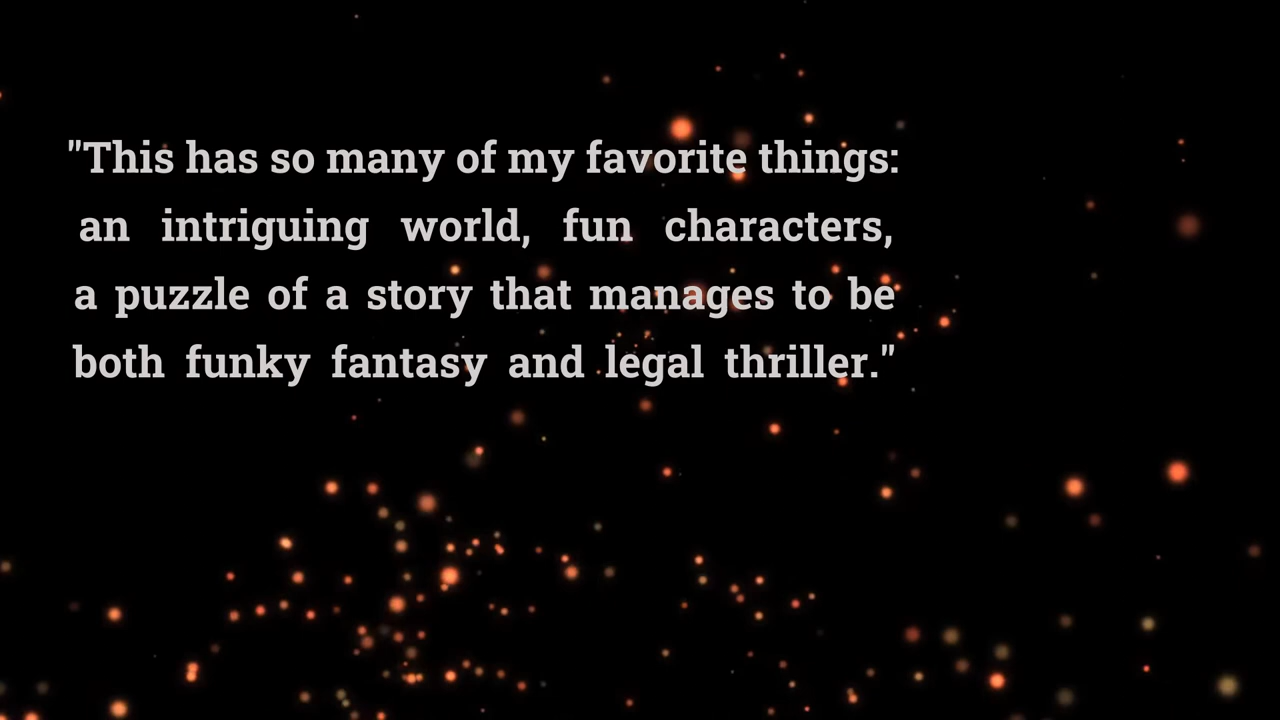 "This has so many of my favorite things:
an intriguing world, fun characters,
a puzzle of a story that manages to be
both funky fantasy and legal thriller."